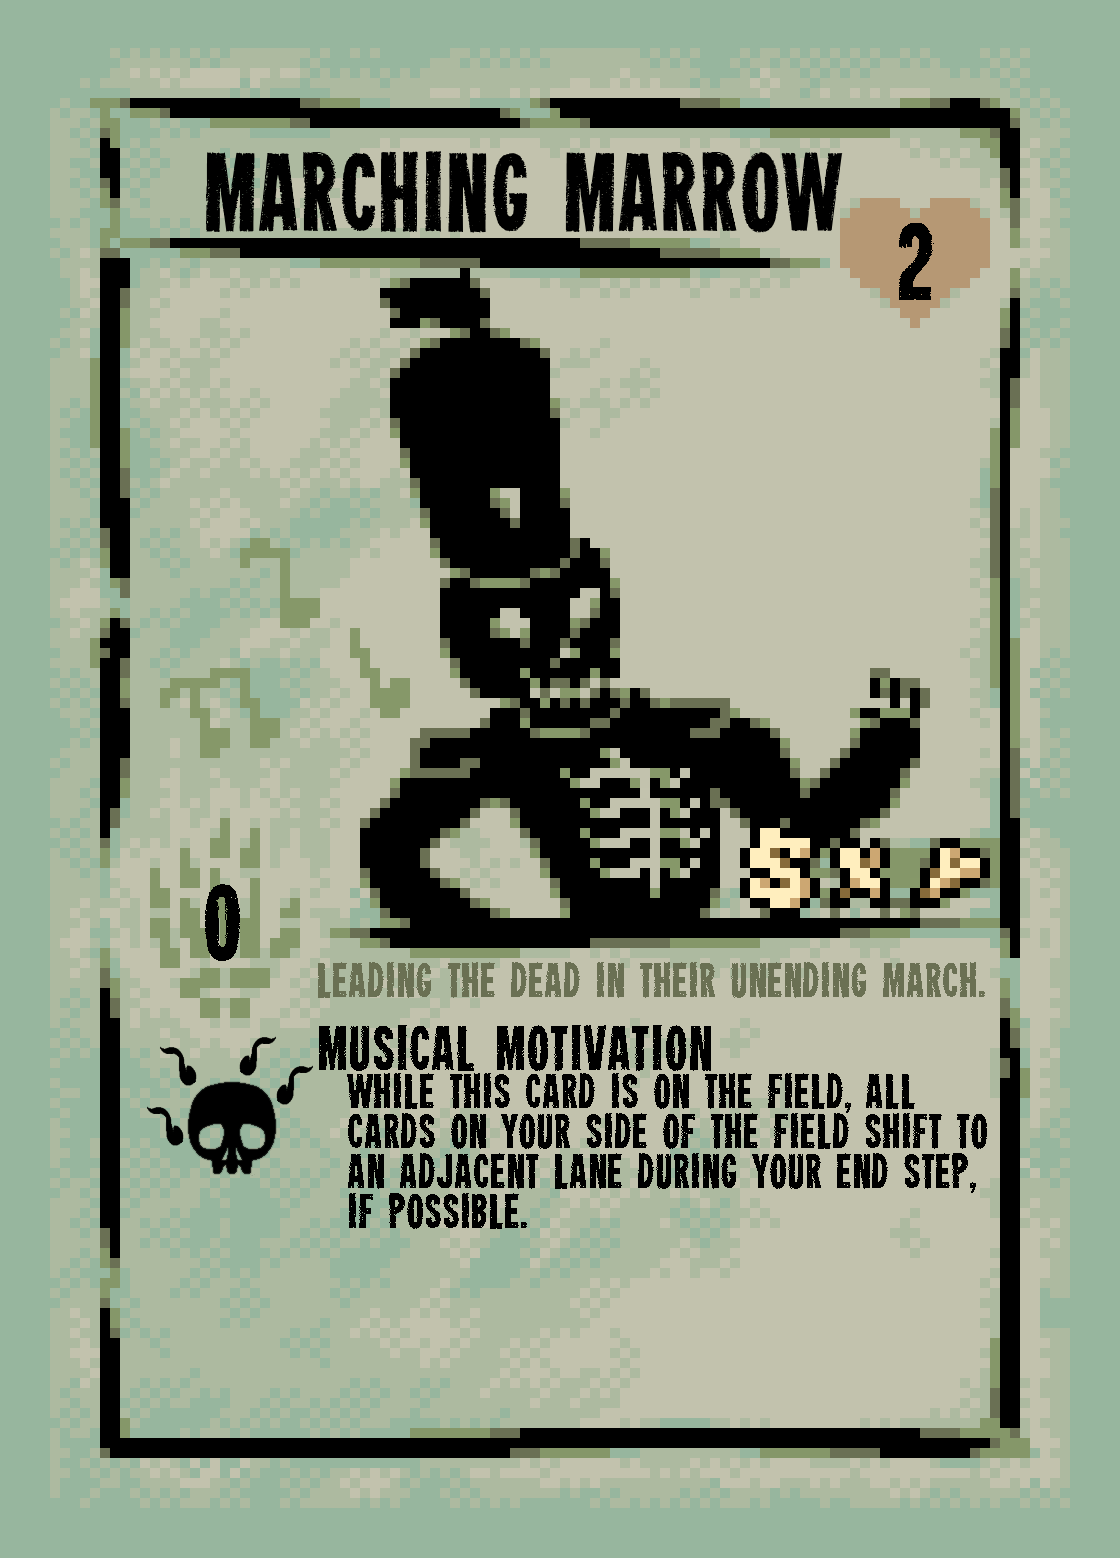 MARCHING MARROW
2
5 x
0
LEADING THE DEAD IN THEIR UNENDING MARCH.
MUSICAL MOTIVATION
WHILE THIS CARD IS ON THE FIELD, ALL
CARDS ON YOUR SIDE OF THE FIELD SHIFT TO
AN ADJACENT LANE DURING YOUR END STEP,
IF POSSIBLE.